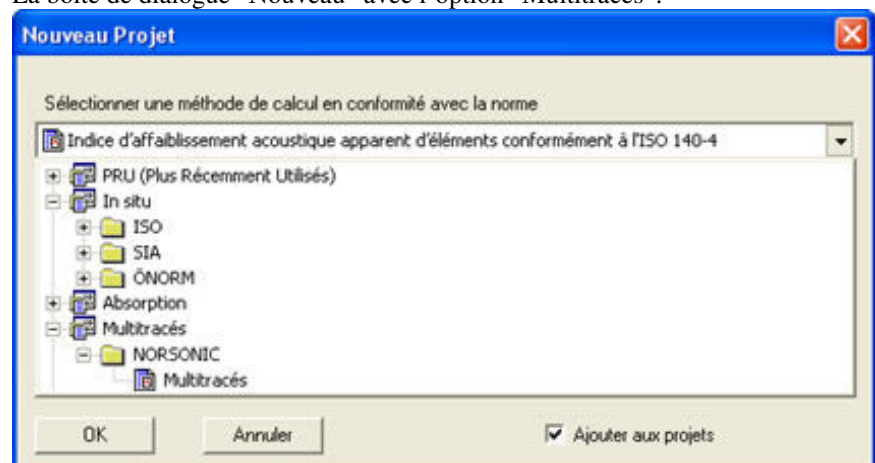 La boîte de dialogue "Nouveau" avec l'option "Multitracés".
Nouveau Projet
Sélectionner une méthode de calcul en conformité avec la norme
Indice d'affaiblissement acoustique apparent d'éléments conformément à l'ISO 140-4
PRU (Plus Récemment Utilisés)
In situ
ISO
SIA
ÖNORM
Absorption
Multitracés
NORSONIC
Multitracés
OK Annuler Ajouter aux projets